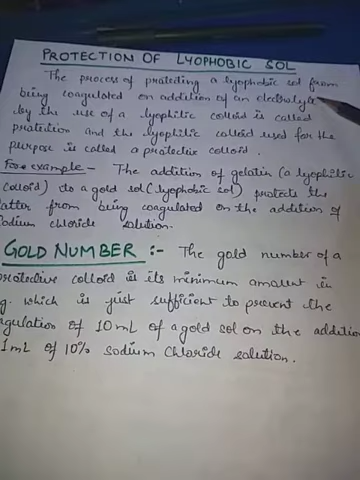 PROTECTION OF LYOPHOBIC SOL
The process of protecting a lyophobic sol from
being coagulated on addition of an electrolyte
by the use of a lyophilic colloid is called
protection and the lyophilic colloid used for the
purpose is called a protective colloid.
For example - The addition of gelatin (a lyophilic
colloid) to a gold sol (lyophobic sol) protects the
latter from being coagulated on the addition of
sodium chloride solution.
GOLD NUMBER :- The gold number of a
protective colloid is its minimum amount in
g. which is just sufficient to prevent the
agulation of 10 mL of a gold sol on the addition
1 mL of 10% sodium chloride solution.